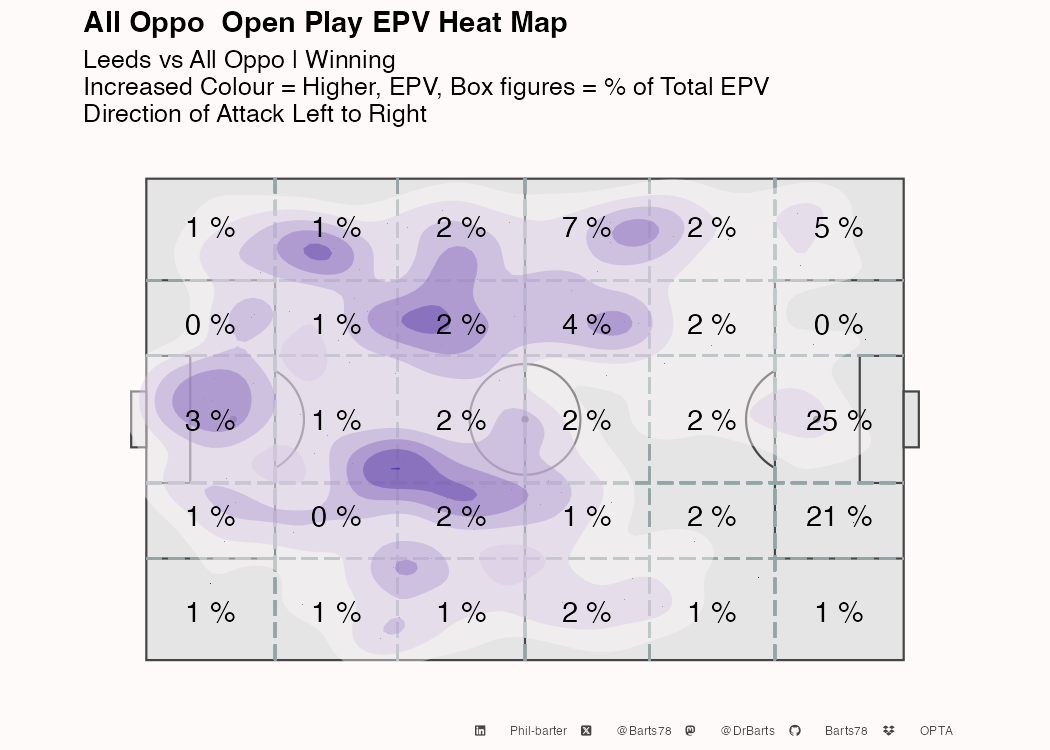 All Oppo  Open Play EPV Heat Map
Leeds vs All Oppo I Winning
Increased Colour = Higher, EPV, Box figures = % of Total EPV
Direction of Attack Left to Right
1 % 1 % 2 % 7 % 2 % 5 %
0 % 1 % 2 % 4 % 2 % 0 %
3 % 1 % 2 % 2 % 2 % 25 %
1 % 0 % 2 % 1 % 2 % 21 %
1 % 1 % 1 % 2 % 1 % 1 %
Phil-barter @Barts78 @DrBarts Barts78 OPTA